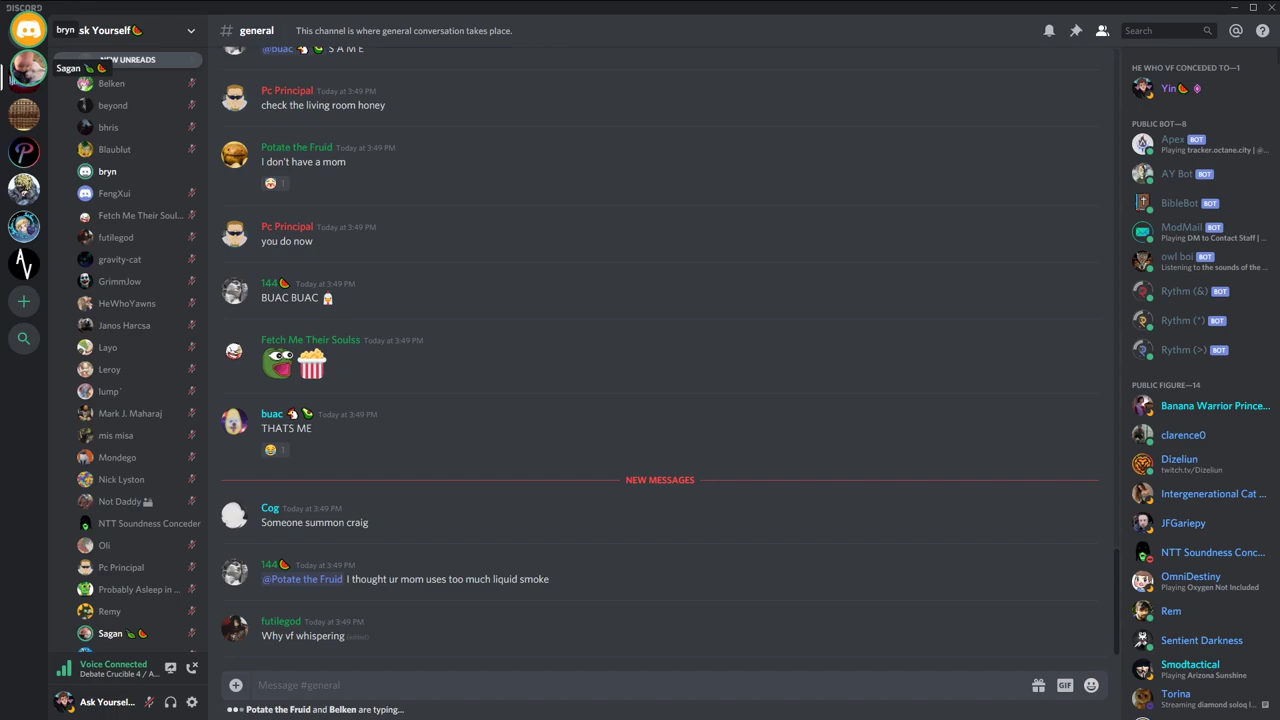 DISCORD
bryn
Ask Yourself
general
This channel is where general conversation takes place.
Search
Sagan
NEW UNREADS
Belken
beyond
bhris
Blaublut
bryn
FengXui
Fetch Me Their Soul...
futilegod
gravity-cat
GrimmJow
HeWhoYawns
Janos Harcsa
Layo
Leroy
lump`
Mark J. Maharaj
mis misa
Mondego
Nick Lyston
Not Daddy
NTT Soundness Conceder
Oli
Pc Principal
Probably Asleep in ...
Remy
Sagan
Voice Connected
Debate Crucible 4 / A...
Ask Yoursel...
@buac S A M E
Pc Principal Today at 3:49 PM
check the living room honey
Potate the Fruid Today at 3:49 PM
I don't have a mom
1
Pc Principal Today at 3:49 PM
you do now
144 Today at 3:49 PM
BUAC BUAC
Fetch Me Their Soulss Today at 3:49 PM
buac Today at 3:49 PM
THATS ME
1
NEW MESSAGES
Cog Today at 3:49 PM
Someone summon craig
144 Today at 3:49 PM
@Potate the Fruid I thought ur mom uses too much liquid smoke
futilegod Today at 3:49 PM
Why vf whispering (edited)
Message #general
GIF
Potate the Fruid and Belken are typing...
HE WHO VF CONCEDED TO—1
Yin
PUBLIC BOT—8
Apex BOT
Playing tracker.octane.city | @...
AY Bot BOT
BibleBot BOT
ModMail BOT
Playing DM to Contact Staff | ...
owl boi BOT
Listening to the sounds of the ...
Rythm (&) BOT
Rythm (*) BOT
Rythm (>) BOT
PUBLIC FIGURE—14
Banana Warrior Prince...
clarence0
Dizeliun
twitch.tv/Dizeliun
Intergenerational Cat ...
JFGariepy
NTT Soundness Conc...
OmniDestiny
Playing Oxygen Not Included
Rem
Sentient Darkness
Smodtactical
Playing Arizona Sunshine
Torina
Streaming diamond soloq l...